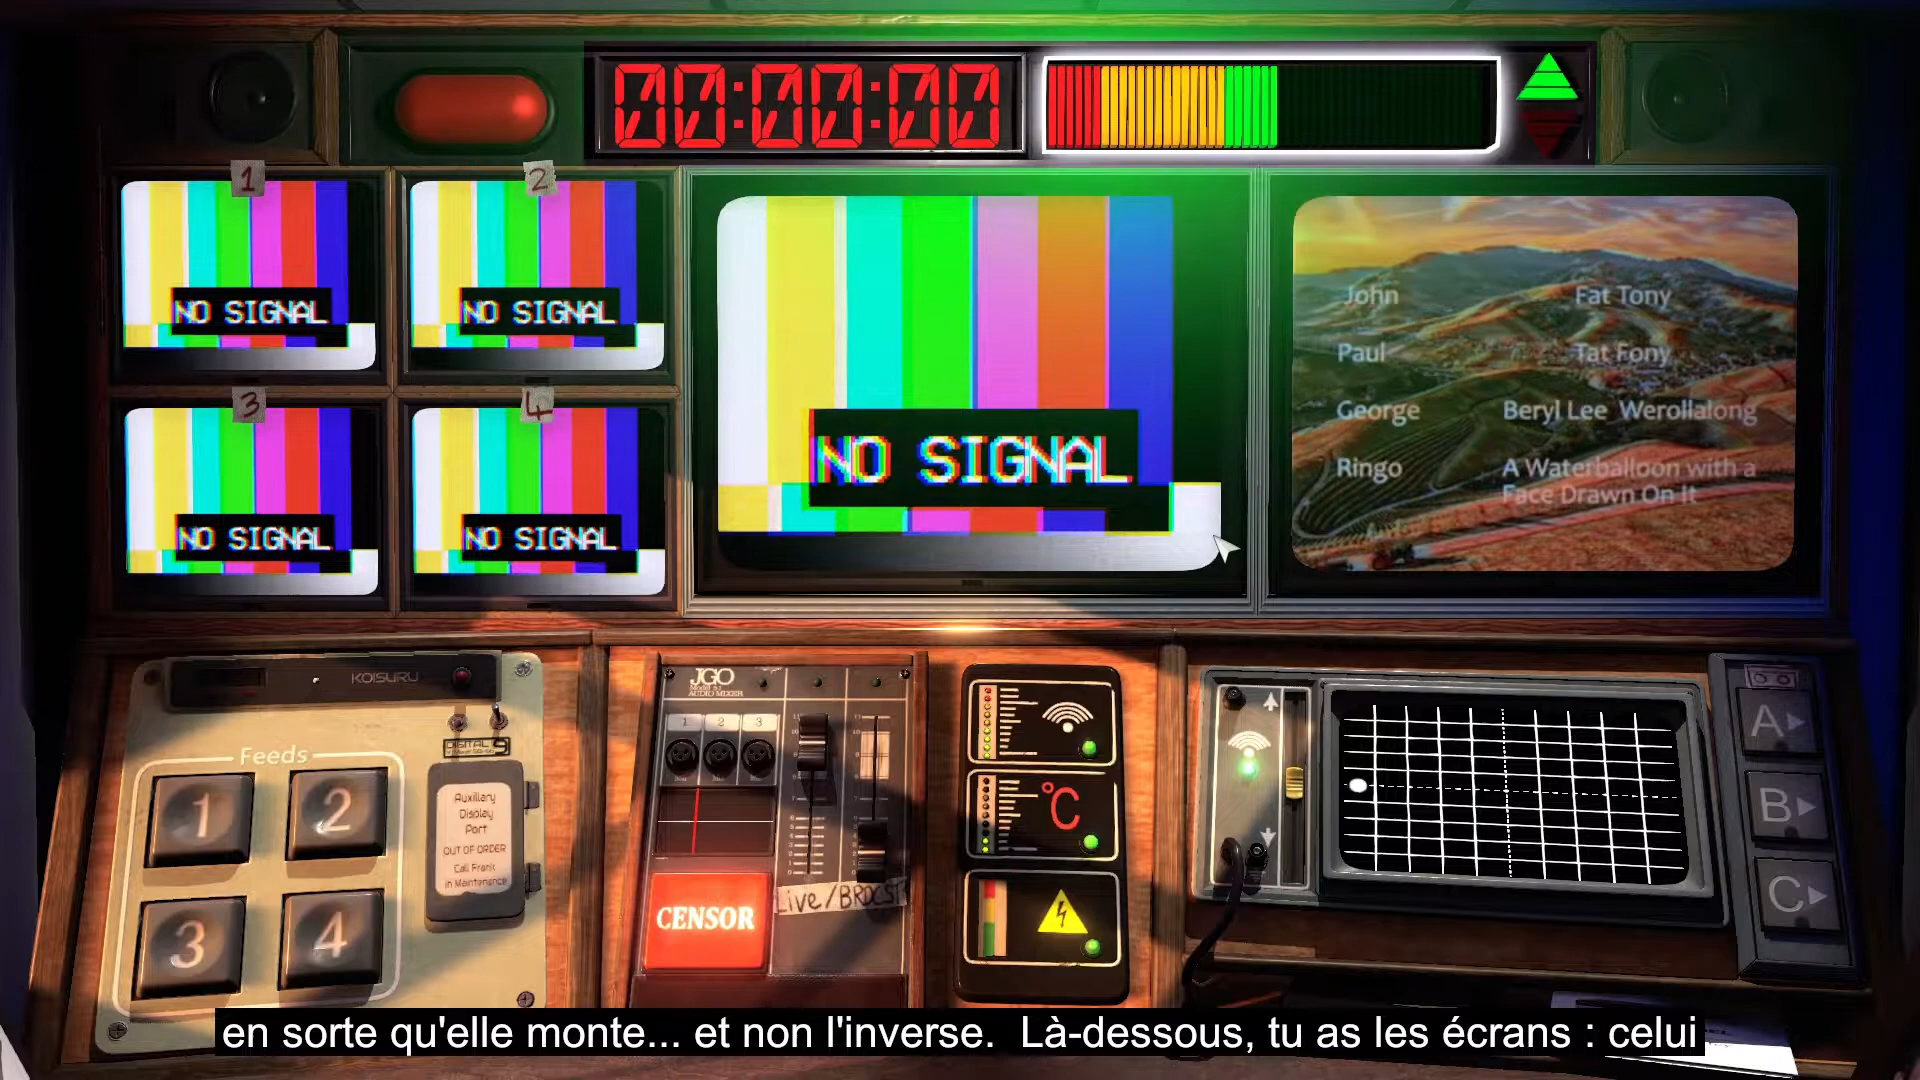 00:00:00
1
2
NO SIGNAL
NO SIGNAL
NO SIGNAL
3
4
NO SIGNAL
NO SIGNAL
John Fat Tony
Paul Tat Fony
George Beryl Lee Werollalong
Ringo A Waterballoon with a
Face Drawn On It
KOISURU
DIGITAL 9
Feeds
1
2
3
4
Auxillary
Display
Port
OUT OF ORDER
Call Frank
in Maintenance
JGO
AUDIO MIXER
1 2 3
CENSOR
Live/BRDCST
°C
A
B
C
en sorte qu'elle monte... et non l'inverse. Là-dessous, tu as les écrans : celui